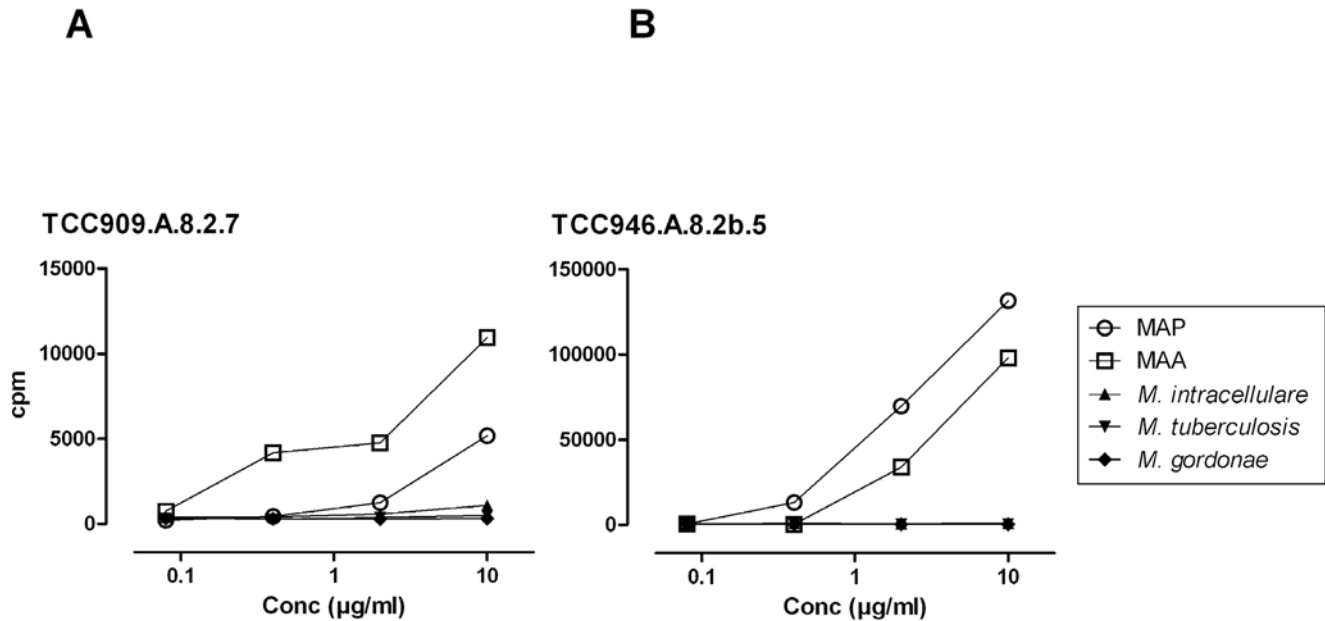 A
B
TCC909.A.8.2.7
TCC946.A.8.2b.5
15000
10000
5000
0
cpm
0.1
1
10
Conc (µg/ml)
150000
100000
50000
0
0.1
1
10
Conc (µg/ml)
MAP
MAA
M. intracellulare
M. tuberculosis
M. gordonae